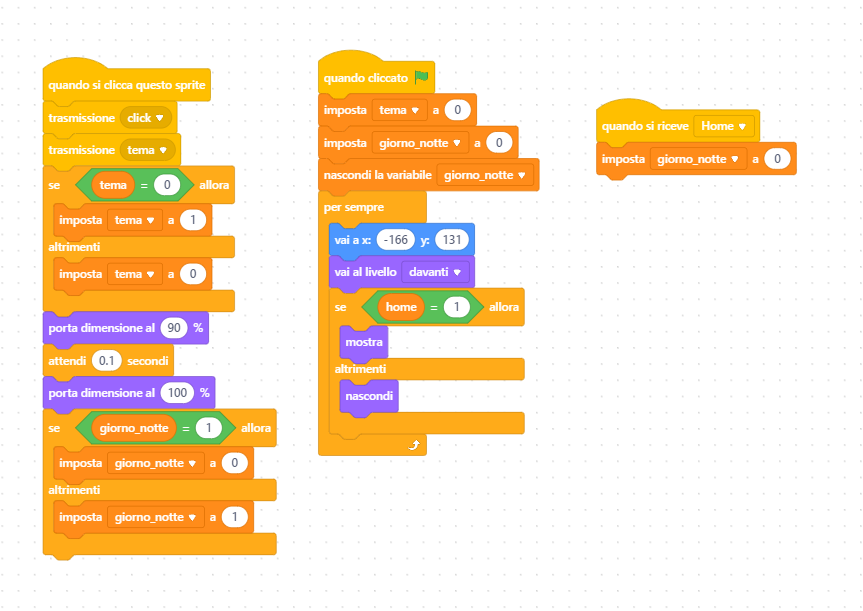 quando si clicca questo sprite
trasmissione click
trasmissione tema
se tema = 0 allora
imposta tema a 1
altrimenti
imposta tema a 0
porta dimensione al 90 %
attendi 0.1 secondi
porta dimensione al 100 %
se giorno_notte = 1 allora
imposta giorno_notte a 0
altrimenti
imposta giorno_notte a 1
quando cliccato
imposta tema a 0
imposta giorno_notte a 0
nascondi la variabile giorno_notte
per sempre
vai a x: -166 y: 131
vai al livello davanti
se home = 1 allora
mostra
altrimenti
nascondi
quando si riceve Home
imposta giorno_notte a 0